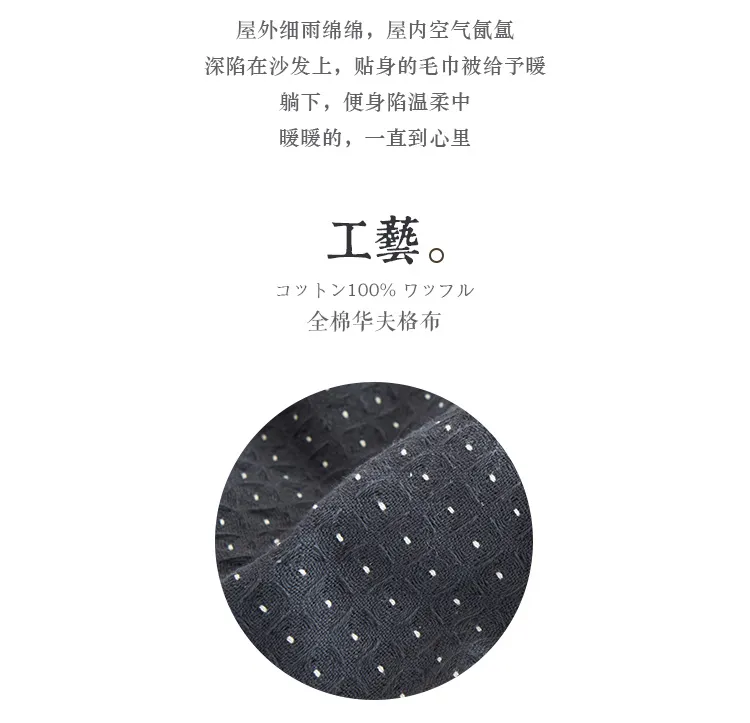 屋外细雨绵绵，屋内空气氤氲
深陷在沙发上，贴身的毛巾被给予暖
躺下，便身陷温柔中
暖暖的，一直到心里
工藝。
コットン100% ワッフル
全棉华夫格布